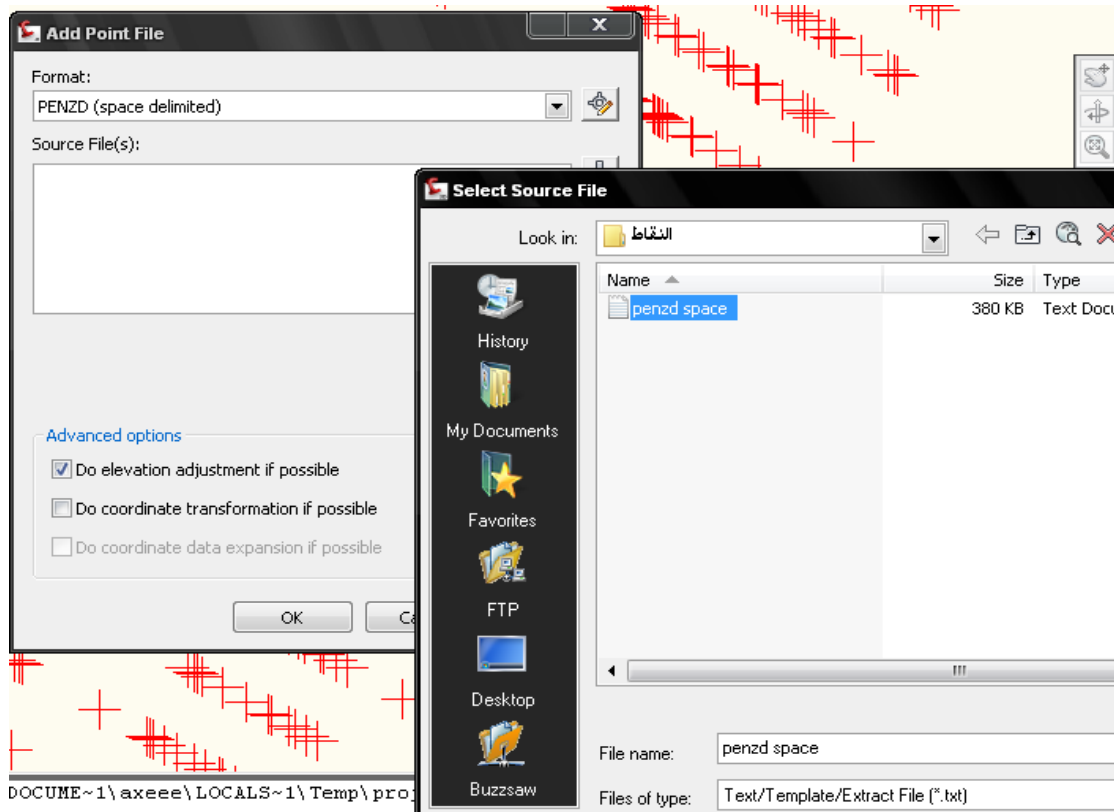 Add Point File
Format:
PENZD (space delimited)
Source File(s):
Advanced options
Do elevation adjustment if possible
Do coordinate transformation if possible
Do coordinate data expansion if possible
OK
Select Source File
Look in:
النقاط
Name
Size
Type
penzd space
380 KB
Text
History
My Documents
Favorites
FTP
Desktop
Buzzsaw
File name:
penzd space
Files of type:
Text/Template/Extract File (*.txt)
DOCUME~1\axeee\LOCALS~1\Temp\